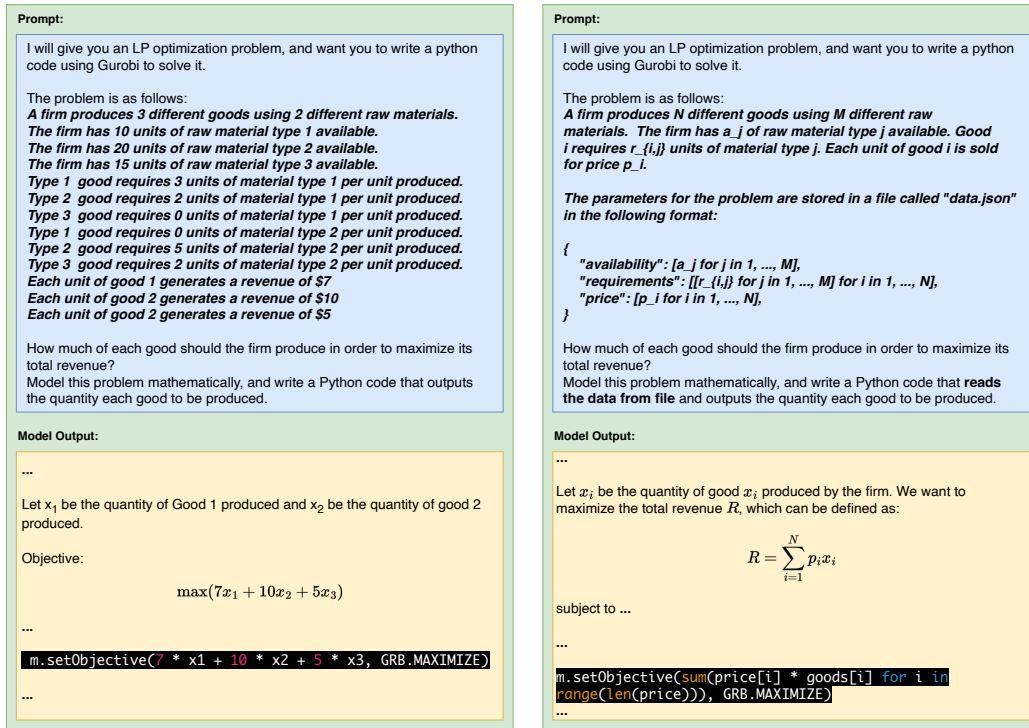 Prompt:
I will give you an LP optimization problem, and want you to write a python
code using Gurobi to solve it.
The problem is as follows:
A firm produces 3 different goods using 2 different raw materials.
The firm has 10 units of raw material type 1 available.
The firm has 20 units of raw material type 2 available.
The firm has 15 units of raw material type 3 available.
Type 1 good requires 3 units of material type 1 per unit produced.
Type 2 good requires 2 units of material type 1 per unit produced.
Type 3 good requires 0 units of material type 1 per unit produced.
Type 1 good requires 0 units of material type 2 per unit produced.
Type 2 good requires 5 units of material type 2 per unit produced.
Type 3 good requires 2 units of material type 2 per unit produced.
Each unit of good 1 generates a revenue of $7
Each unit of good 2 generates a revenue of $10
Each unit of good 2 generates a revenue of $5
How much of each good should the firm produce in order to maximize its
total revenue?
Model this problem mathematically, and write a Python code that outputs
the quantity each good to be produced.
Model Output:
...
Let x₁ be the quantity of Good 1 produced and x₂ be the quantity of good 2
produced.
Objective:
max(7x₁ + 10x₂ + 5x₃)
...
m.setObjective(7 * x1 + 10 * x2 + 5 * x3, GRB.MAXIMIZE)
...
Prompt:
I will give you an LP optimization problem, and want you to write a python
code using Gurobi to solve it.
The problem is as follows:
A firm produces N different goods using M different raw
materials. The firm has a_j of raw material type j available. Good
i requires r_{i,j} units of material type j. Each unit of good i is sold
for price p_i.
The parameters for the problem are stored in a file called "data.json"
in the following format:
{
"availability": [a_j for j in 1, ..., M],
"requirements": [[r_{i,j} for j in 1, ..., M] for i in 1, ..., N],
"price": [p_i for i in 1, ..., N],
}
How much of each good should the firm produce in order to maximize its
total revenue?
Model this problem mathematically, and write a Python code that reads
the data from file and outputs the quantity each good to be produced.
Model Output:
...
Let xᵢ be the quantity of good xᵢ produced by the firm. We want to
maximize the total revenue R, which can be defined as:
R = ∑_{i=1}^{N} pᵢxᵢ
subject to ...
...
m.setObjective(sum(price[i] * goods[i] for i in
range(len(price))), GRB.MAXIMIZE)
...